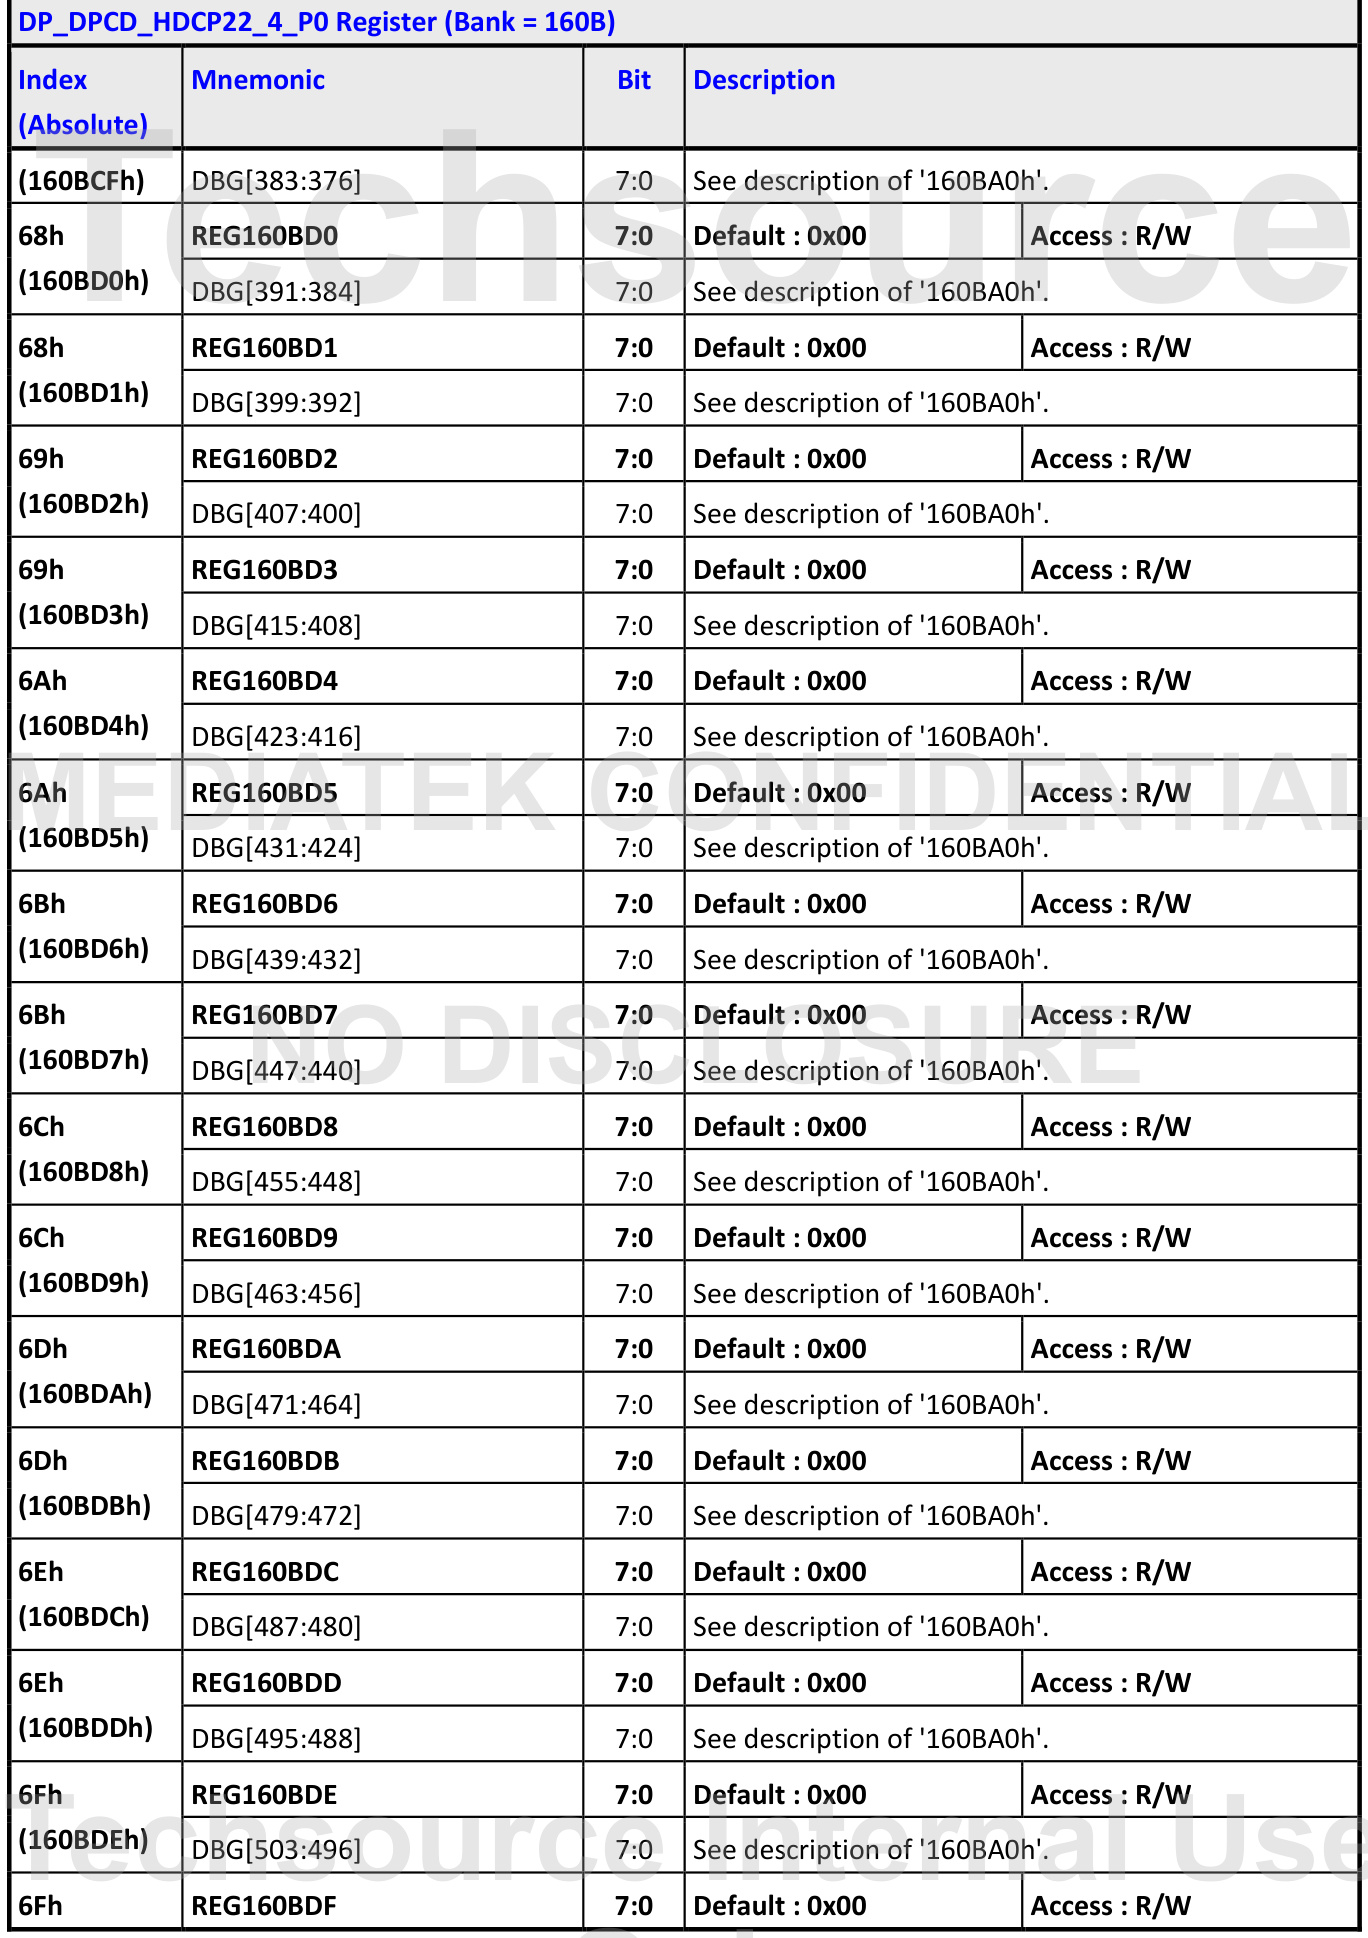 DP_DPCD_HDCP22_4_P0 Register (Bank = 160B)
Index (Absolute) Mnemonic Bit Description
(160BCFh) DBG[383:376] 7:0 See description of '160BA0h'.
68h REG160BD0 7:0 Default : 0x00 Access : R/W
(160BD0h) DBG[391:384] 7:0 See description of '160BA0h'.
68h REG160BD1 7:0 Default : 0x00 Access : R/W
(160BD1h) DBG[399:392] 7:0 See description of '160BA0h'.
69h REG160BD2 7:0 Default : 0x00 Access : R/W
(160BD2h) DBG[407:400] 7:0 See description of '160BA0h'.
69h REG160BD3 7:0 Default : 0x00 Access : R/W
(160BD3h) DBG[415:408] 7:0 See description of '160BA0h'.
6Ah REG160BD4 7:0 Default : 0x00 Access : R/W
(160BD4h) DBG[423:416] 7:0 See description of '160BA0h'.
6Ah REG160BD5 7:0 Default : 0x00 Access : R/W
(160BD5h) DBG[431:424] 7:0 See description of '160BA0h'.
6Bh REG160BD6 7:0 Default : 0x00 Access : R/W
(160BD6h) DBG[439:432] 7:0 See description of '160BA0h'.
6Bh REG160BD7 7:0 Default : 0x00 Access : R/W
(160BD7h) DBG[447:440] 7:0 See description of '160BA0h'.
6Ch REG160BD8 7:0 Default : 0x00 Access : R/W
(160BD8h) DBG[455:448] 7:0 See description of '160BA0h'.
6Ch REG160BD9 7:0 Default : 0x00 Access : R/W
(160BD9h) DBG[463:456] 7:0 See description of '160BA0h'.
6Dh REG160BDA 7:0 Default : 0x00 Access : R/W
(160BDAh) DBG[471:464] 7:0 See description of '160BA0h'.
6Dh REG160BDB 7:0 Default : 0x00 Access : R/W
(160BDBh) DBG[479:472] 7:0 See description of '160BA0h'.
6Eh REG160BDC 7:0 Default : 0x00 Access : R/W
(160BDCh) DBG[487:480] 7:0 See description of '160BA0h'.
6Eh REG160BDD 7:0 Default : 0x00 Access : R/W
(160BDDh) DBG[495:488] 7:0 See description of '160BA0h'.
6Fh REG160BDE 7:0 Default : 0x00 Access : R/W
(160BDEh) DBG[503:496] 7:0 See description of '160BA0h'.
6Fh REG160BDF 7:0 Default : 0x00 Access : R/W
Techsource
MEDIATEK CONFIDENTIAL
NO DISCLOSURE
Techsource Internal Use